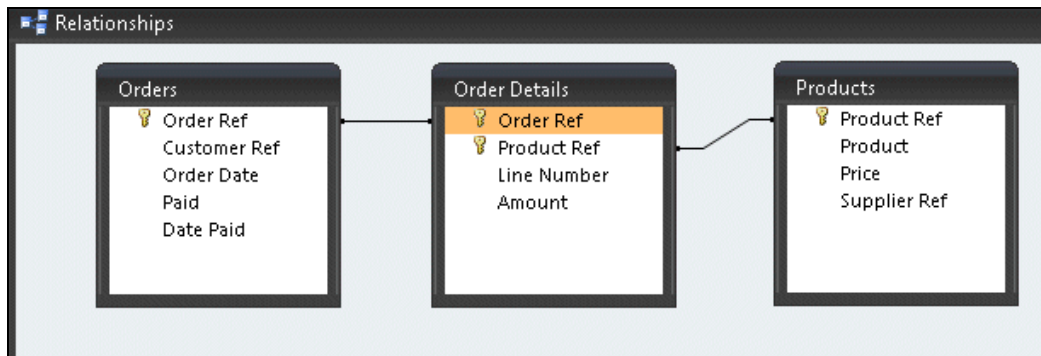 Relationships
Orders
Order Ref
Customer Ref
Order Date
Paid
Date Paid
Order Details
Order Ref
Product Ref
Line Number
Amount
Products
Product Ref
Product
Price
Supplier Ref